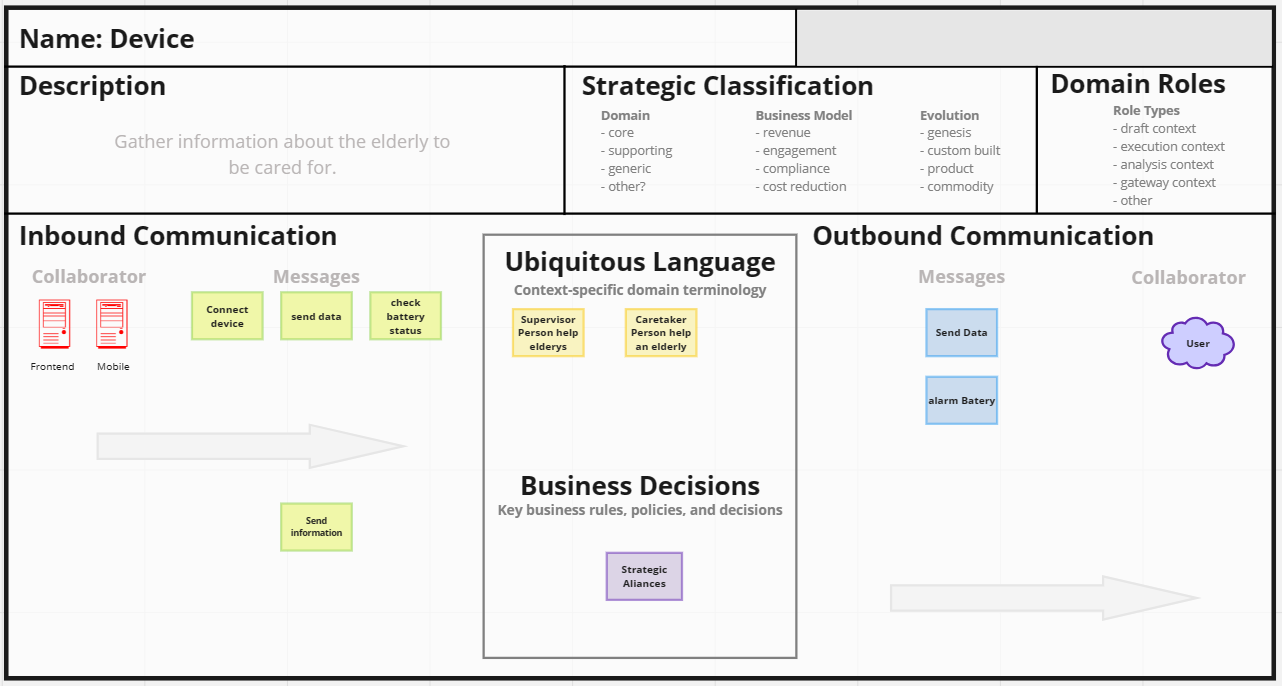 Name: Device
Description
Gather information about the elderly to
be cared for.
Strategic Classification
Domain
- core
- supporting
- generic
- other?
Business Model
- revenue
- engagement
- compliance
- cost reduction
Evolution
- genesis
- custom built
- product
- commodity
Domain Roles
Role Types
- draft context
- execution context
- analysis context
- gateway context
- other
Inbound Communication
Collaborator
Messages
Frontend
Mobile
Connect
device
send data
check
battery
status
Send
information
Ubiquitous Language
Context-specific domain terminology
Supervisor
Person help
elderys
Caretaker
Person help
an elderly
Business Decisions
Key business rules, policies, and decisions
Strategic
Aliances
Outbound Communication
Messages
Collaborator
Send Data
alarm Batery
User